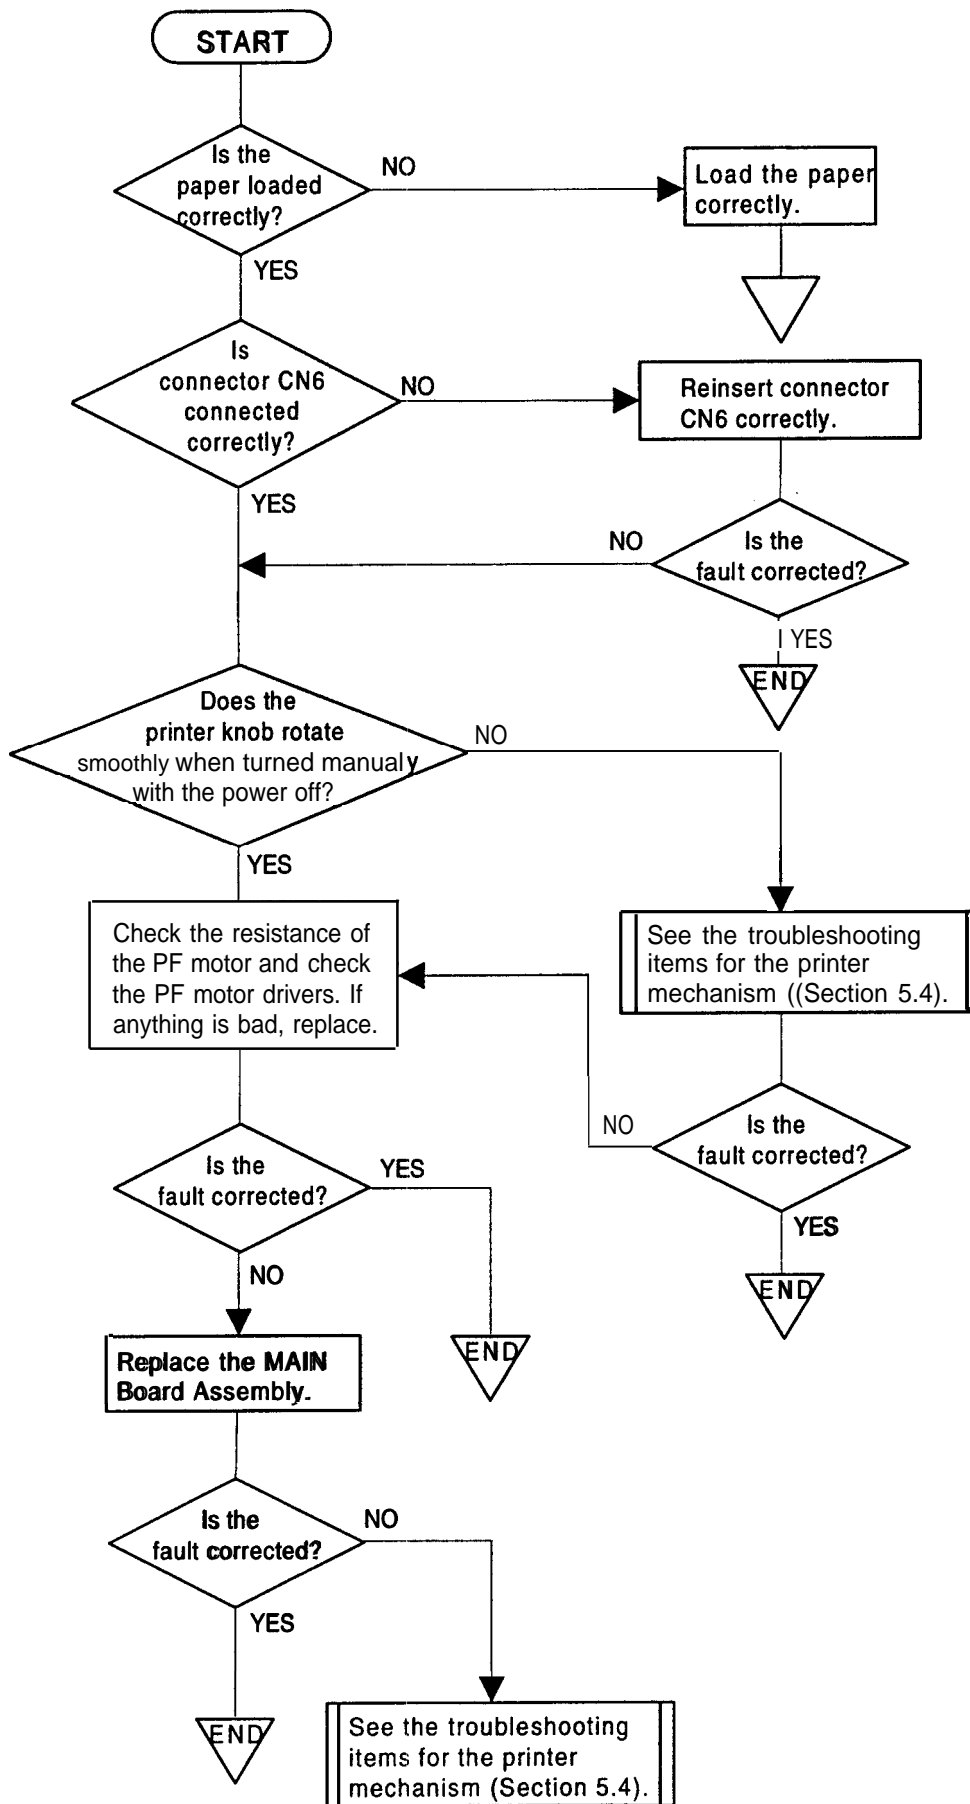 START
Is the
paper loaded
correctly?
NO
Load the paper
correctly.
YES
Is
connector CN6
connected
correctly?
NO
Reinsert connector
CN6 correctly.
YES
NO
Is the
fault corrected?
YES
END
Does the
printer knob rotate
smoothly when turned manualy
with the power off?
NO
YES
Check the resistance of
the PF motor and check
the PF motor drivers. If
anything is bad, replace.
See the troubleshooting
items for the printer
mechanism ((Section 5.4).
NO
Is the
fault corrected?
YES
END
Is the
fault corrected?
YES
END
NO
Replace the MAIN
Board Assembly.
Is the
fault corrected?
NO
YES
END
See the troubleshooting
items for the printer
mechanism (Section 5.4).